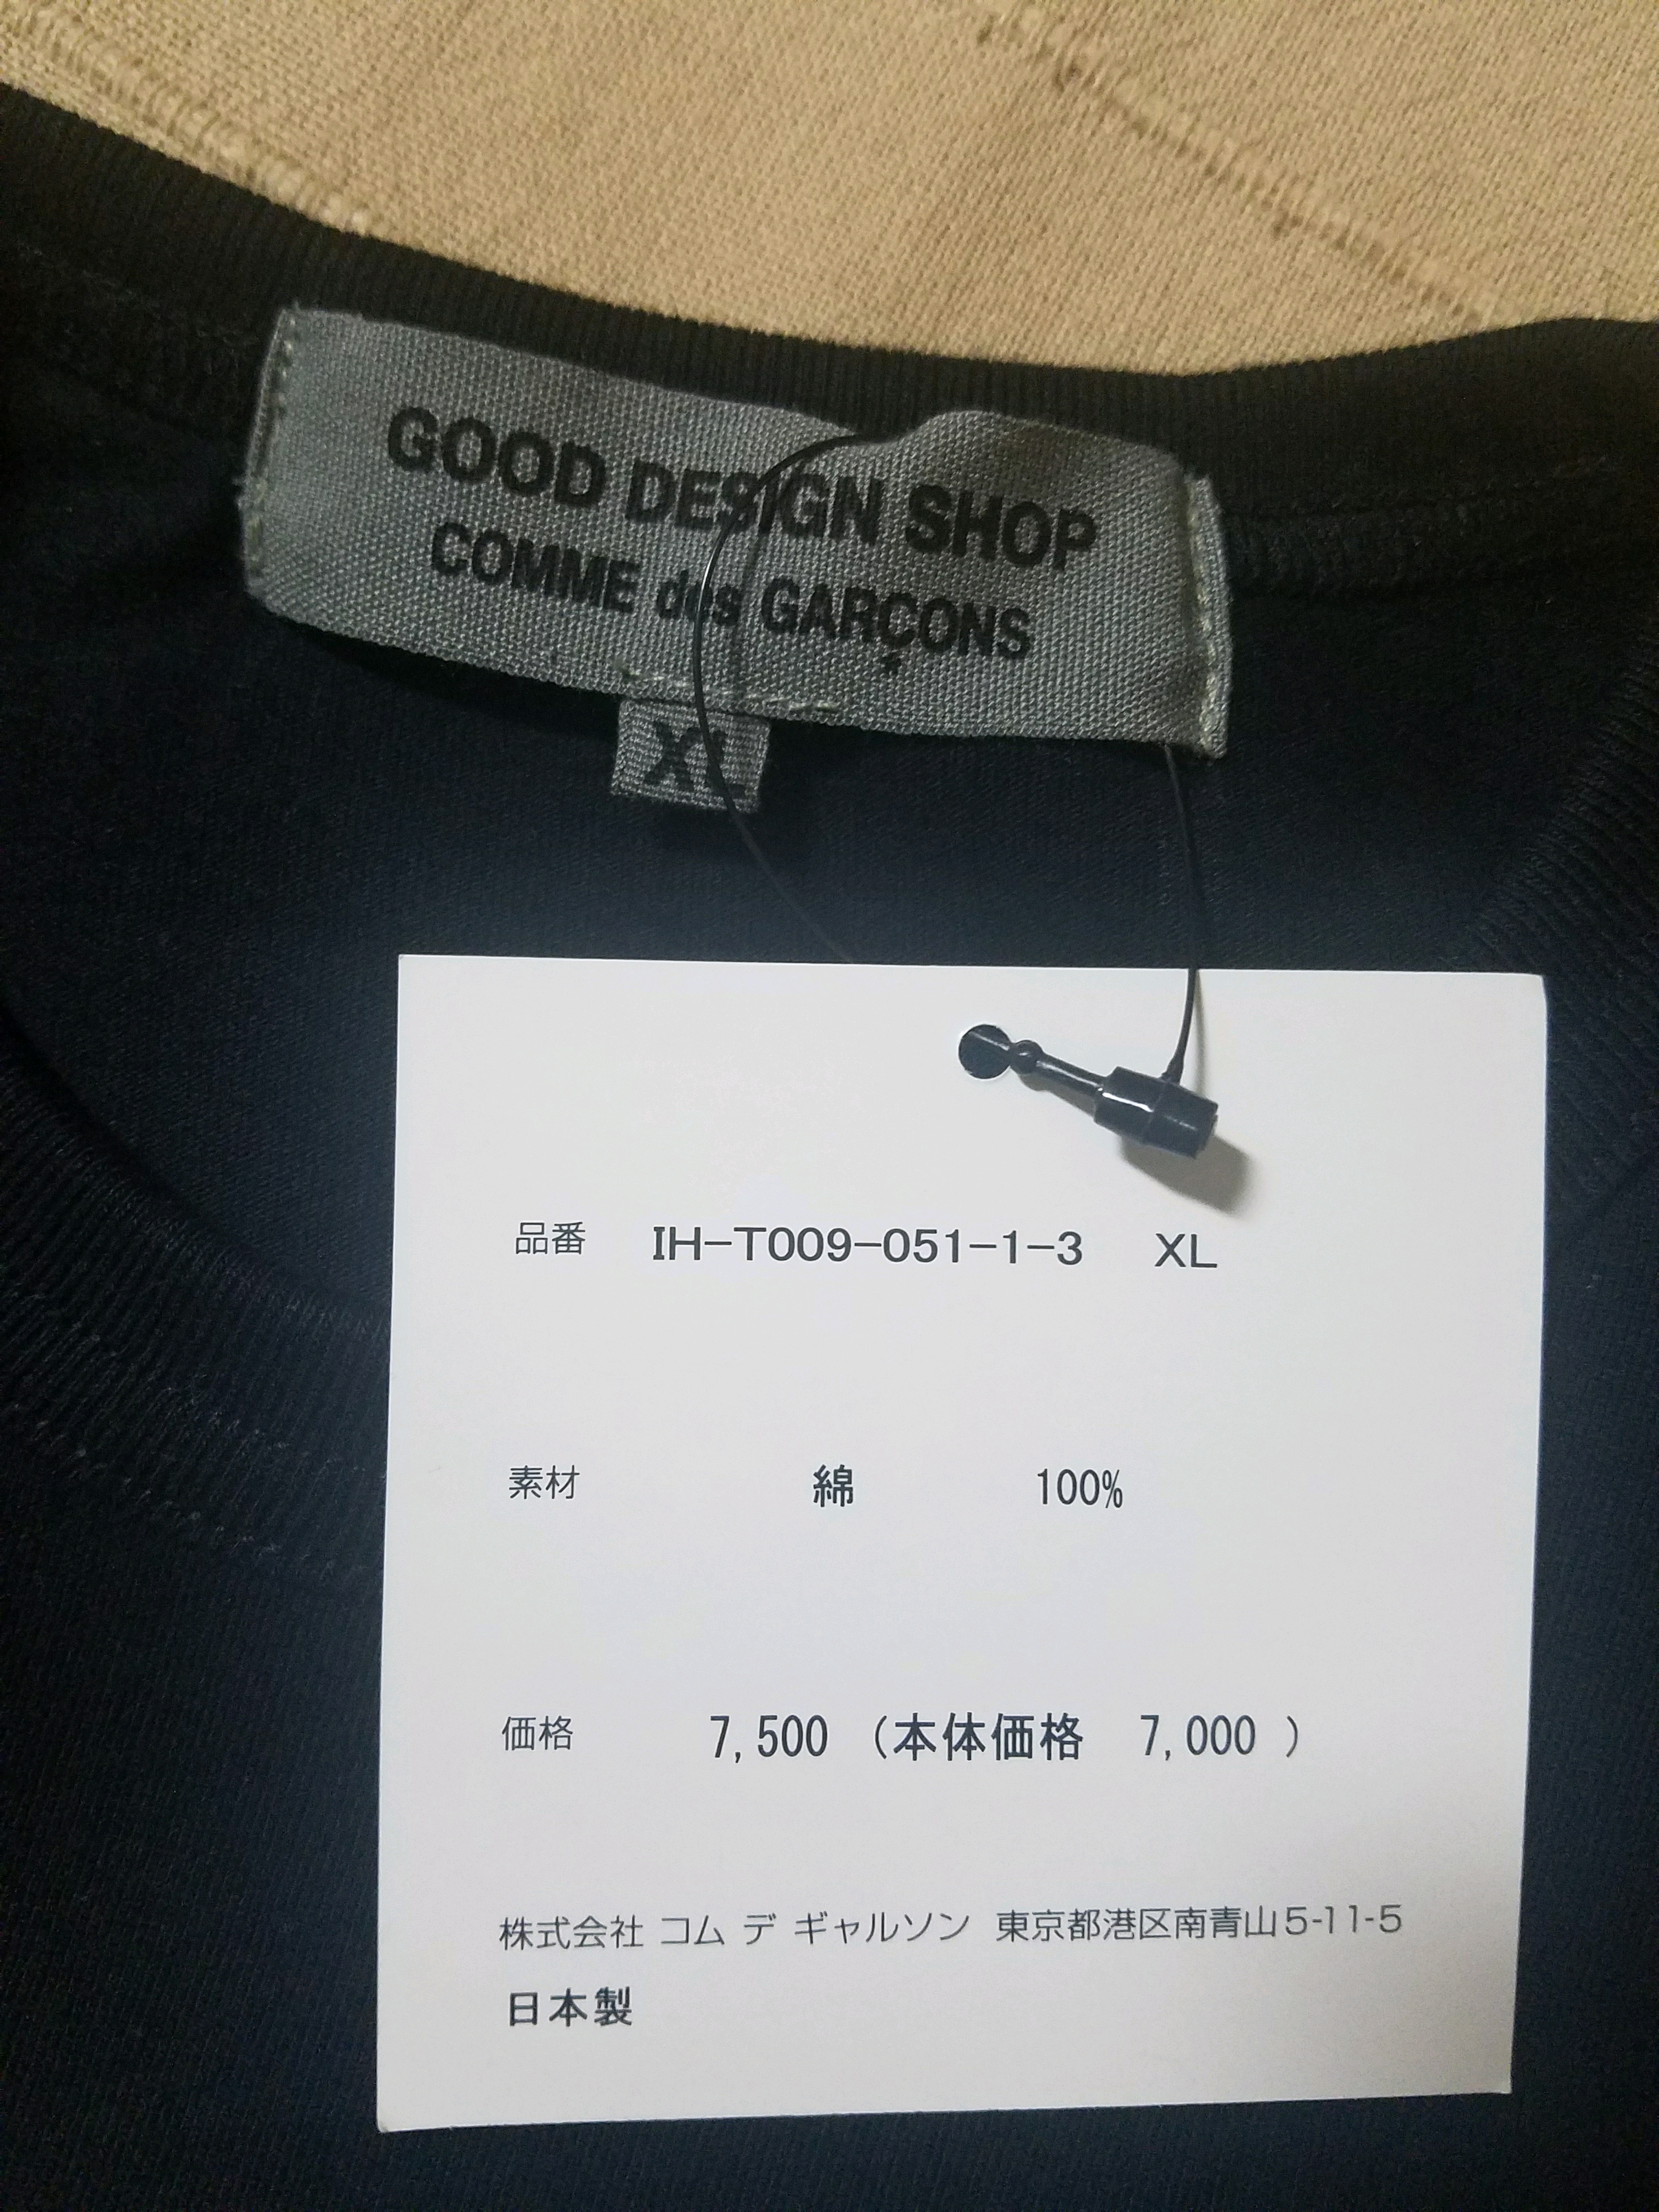 GOOD DESIGN SHOP
COMME des GARÇONS
XL
品番 IH-T009-051-1-3 XL
素材 綿 100%
価格 7,500 （本体価格 7,000 ）
株式会社 コム デ ギャルソン 東京都港区南青山5-11-5
日本製